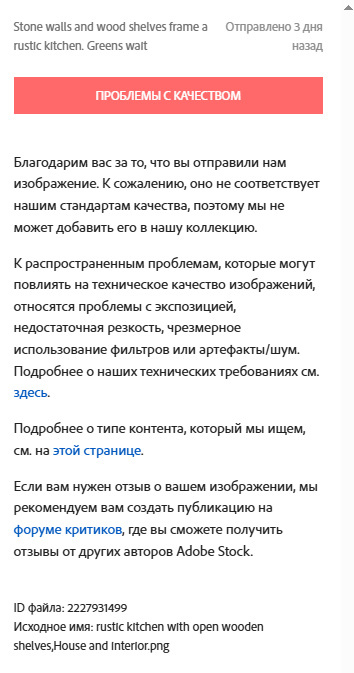 Stone walls and wood shelves frame a
rustic kitchen. Greens wait
Отправлено 3 дня
назад
ПРОБЛЕМЫ С КАЧЕСТВОМ
Благодарим вас за то, что вы отправили нам
изображение. К сожалению, оно не соответствует
нашим стандартам качества, поэтому мы не
может добавить его в нашу коллекцию.
К распространенным проблемам, которые могут
повлиять на техническое качество изображений,
относятся проблемы с экспозицией,
недостаточная резкость, чрезмерное
использование фильтров или артефакты/шум.
Подробнее о наших технических требованиях см.
здесь.
Подробнее о типе контента, который мы ищем,
см. на этой странице.
Если вам нужен отзыв о вашем изображении, мы
рекомендуем вам создать публикацию на
форуме критиков, где вы сможете получить
отзывы от других авторов Adobe Stock.
ID файла: 2227931499
Исходное имя: rustic kitchen with open wooden
shelves,House and interior.png